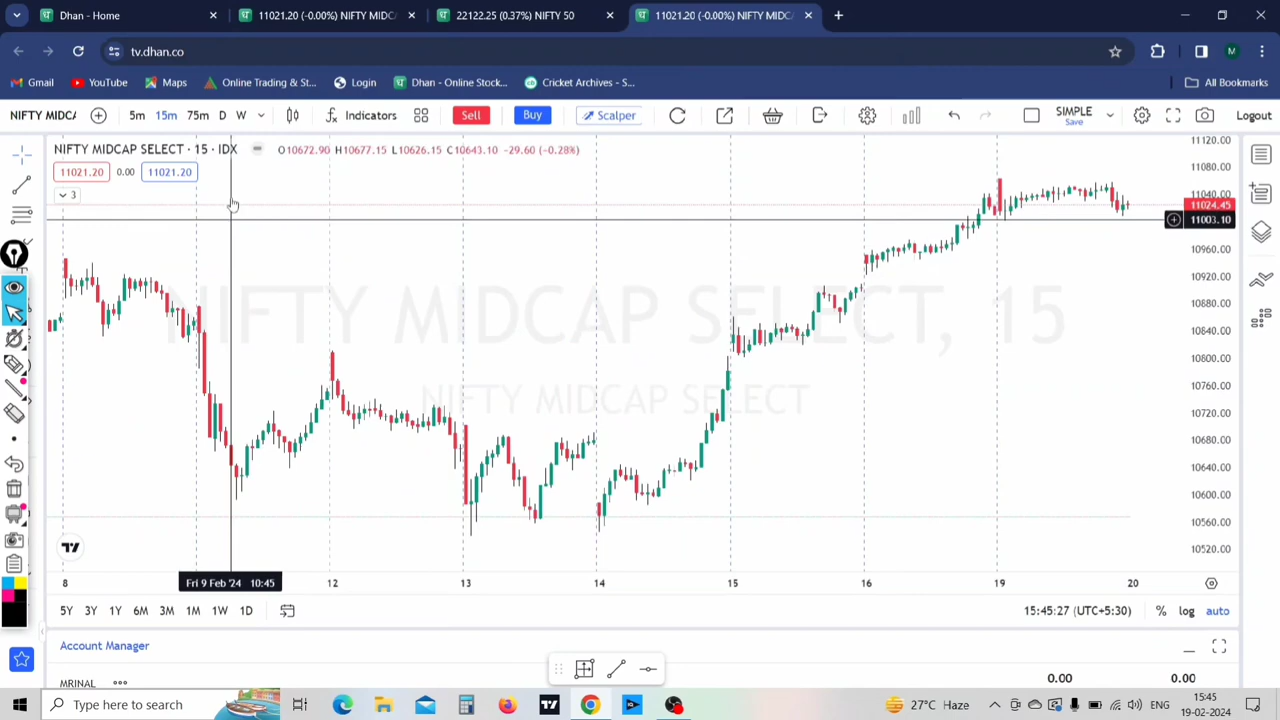 Dhan - Home
11021.20 (-0.00%) NIFTY MIDC
22122.25 (0.37%) NIFTY 50
11021.20 (-0.00%) NIFTY MIDC
tv.dhan.co
Gmail YouTube Maps Online Trading & St... Login Dhan - Online Stock... Cricket Archives - S... All Bookmarks
NIFTY MIDCA 5m 15m 75m D W Indicators Sell Buy Scalper SIMPLE Save Logout
NIFTY MIDCAP SELECT · 15 · IDX O10672.90 H10677.15 L10626.15 C10643.10 -29.60 (-0.28%)
11021.20 0.00 11021.20
3
11120.00
11080.00
11040.00
11024.45
11003.10
10960.00
10920.00
10880.00
10840.00
10800.00
10760.00
10720.00
10680.00
10640.00
10600.00
10560.00
10520.00
NIFTY MIDCAP SELECT, 15
NIFTY MIDCAP SELECT
8 Fri 9 Feb '24 10:45 12 13 14 15 16 19 20
5Y 3Y 1Y 6M 3M 1M 1W 1D 15:45:27 (UTC+5:30) % log auto
Account Manager
MRINAL 0.00 0.00
Type here to search 27°C Haze ENG 15:45
19-02-2024